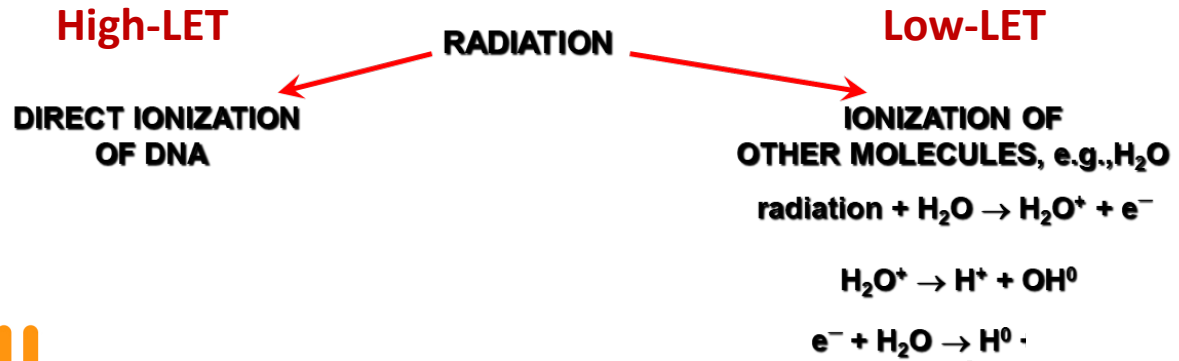 High-LET
RADIATION
Low-LET
DIRECT IONIZATION
OF DNA
IONIZATION OF
OTHER MOLECULES, e.g.,H₂O
radiation + H₂O → H₂O⁺ + e⁻
H₂O⁺ → H⁺ + OH⁰
e⁻ + H₂O → H⁰